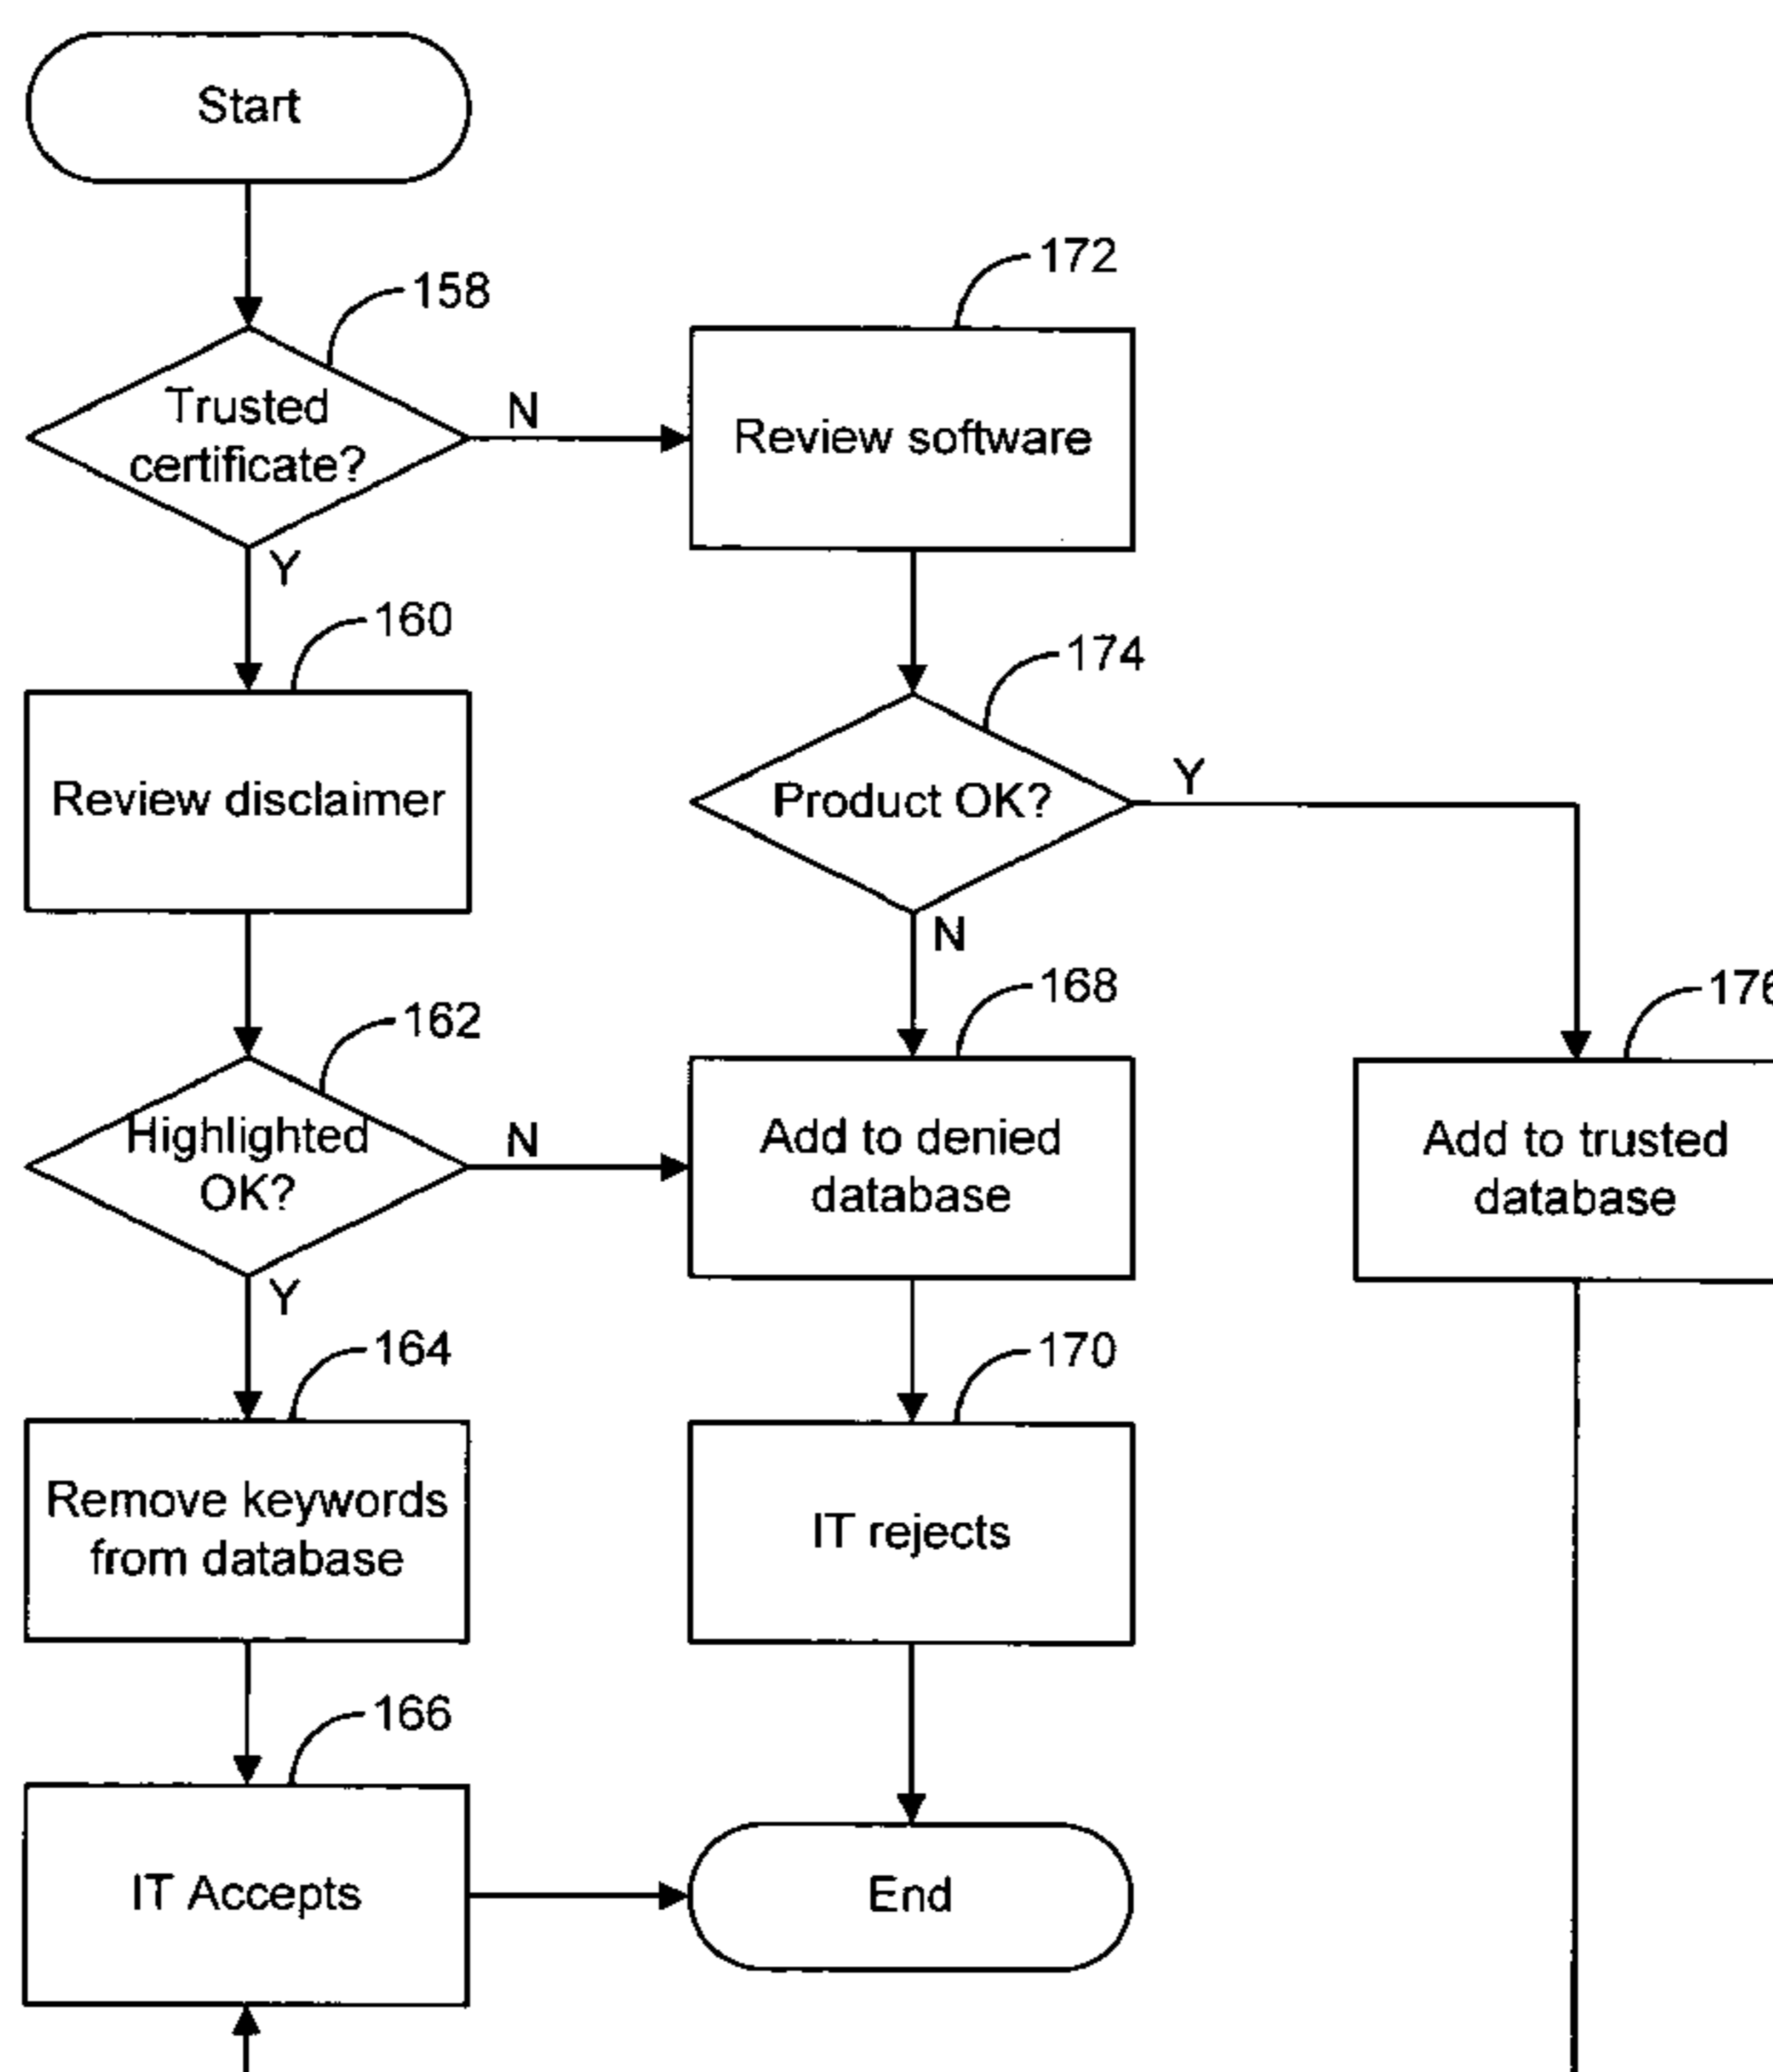 Start
158
172
Trusted
certificate?
N
Review software
Y
160
174
Review disclaimer
Product OK?
Y
N
162
168
176
Highlighted
OK?
N
Add to denied
database
Add to trusted
database
Y
164
170
Remove keywords
from database
IT rejects
166
IT Accepts
End